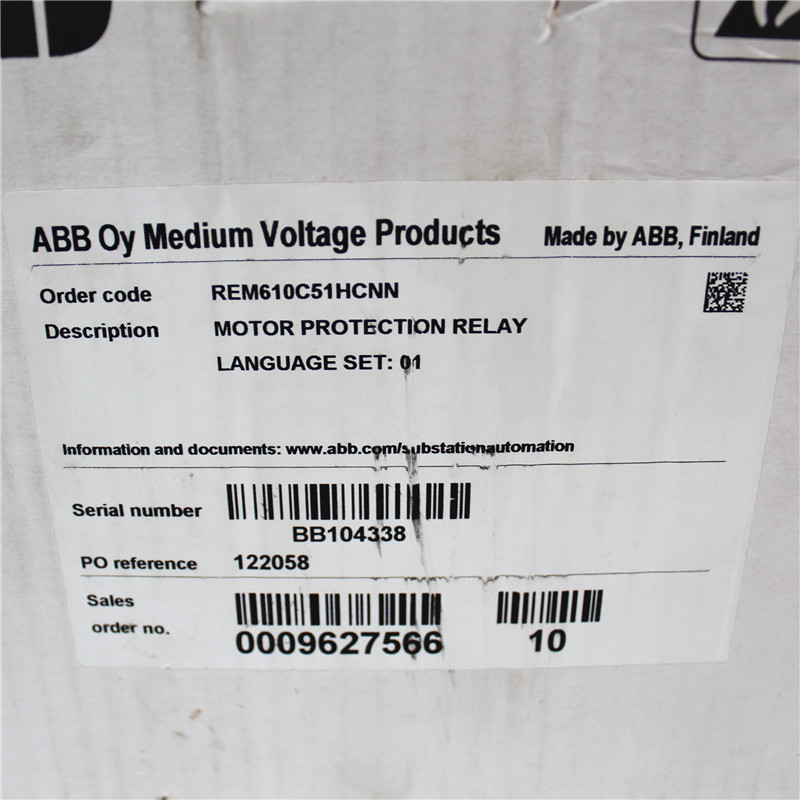 ABB Oy Medium Voltage Products Made by ABB, Finland
Order code REM610C51HCNN
Description MOTOR PROTECTION RELAY
LANGUAGE SET: 01
Information and documents: www.abb.com/substationautomation
Serial number
BB104338
PO reference 122058
Sales
order no.
0009627566 10